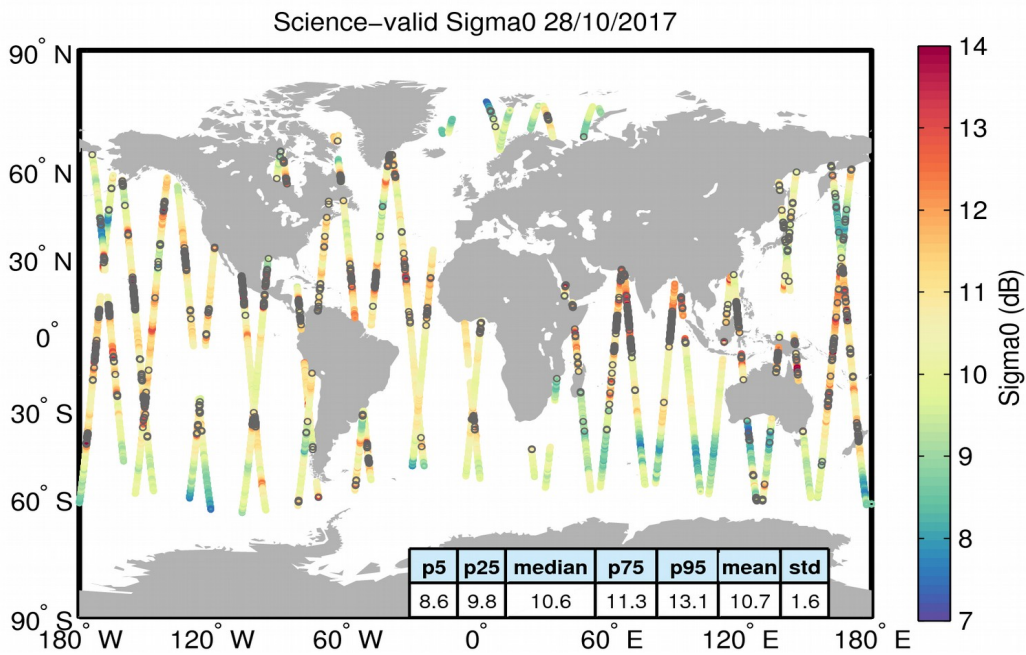 Science−valid Sigma0 28/10/2017
90° N
60° N
30° N
0°
30° S
60° S
90° S
180° W
120° W
60° W
0°
60° E
120° E
180° E
p5 p25 median p75 p95 mean std
8.6 9.8 10.6 11.3 13.1 10.7 1.6
14
13
12
11
10
9
8
7
Sigma0 (dB)